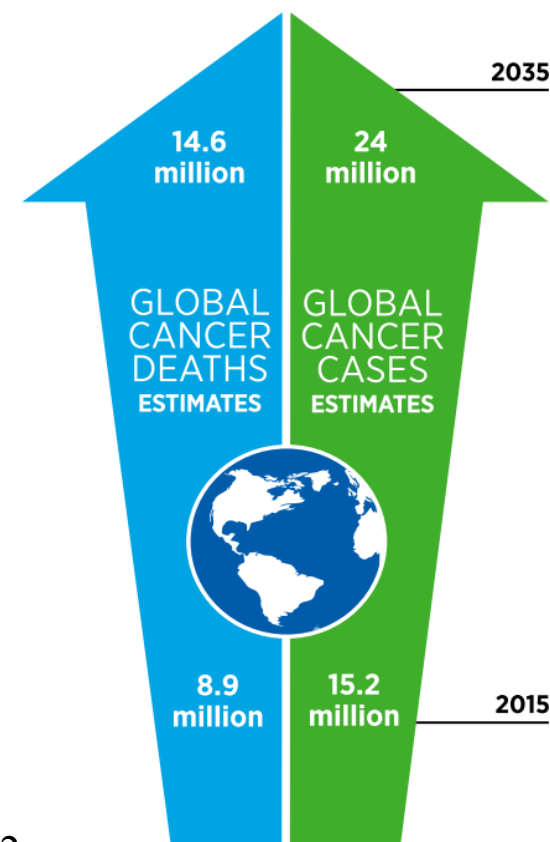 2035
14.6
million
24
million
GLOBAL
CANCER
DEATHS
ESTIMATES
GLOBAL
CANCER
CASES
ESTIMATES
8.9
million
15.2
million
2015